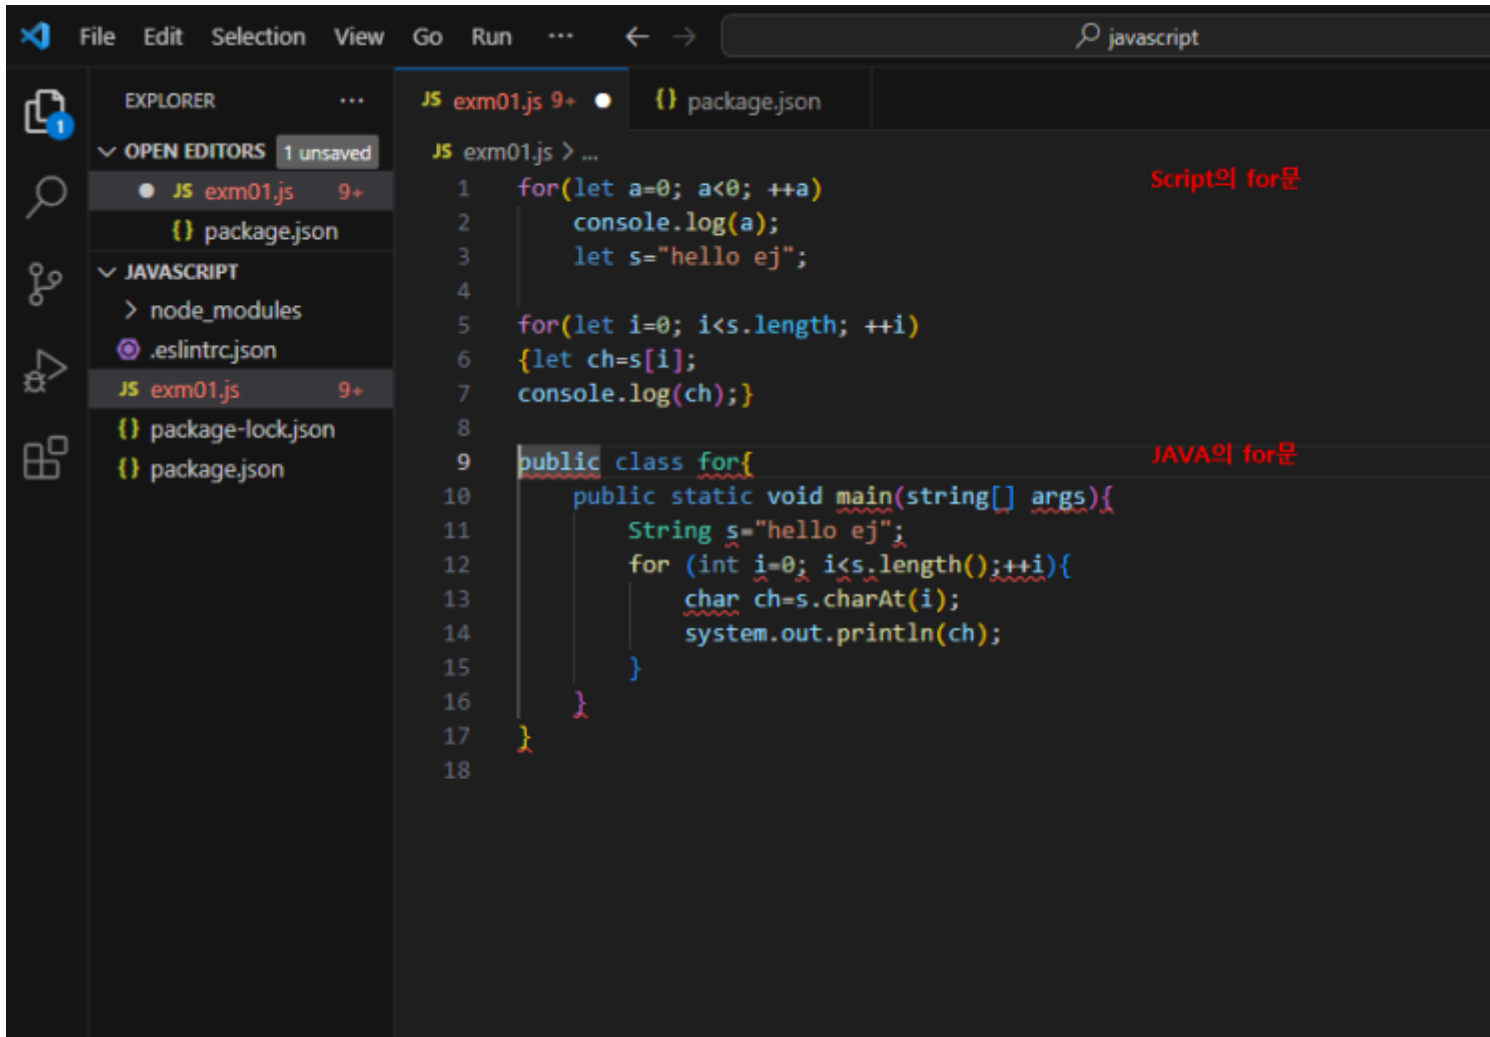 File Edit Selection View Go Run ··· ← → javascript
EXPLORER ···
OPEN EDITORS 1 unsaved
JS exm01.js 9+
{} package.json
JAVASCRIPT
node_modules
.eslintrc.json
JS exm01.js 9+
{} package-lock.json
{} package.json
1
JS exm01.js 9+ ● {} package.json
JS exm01.js > ...
Script의 for문
1 for(let a=0; a<0; ++a)
2 console.log(a);
3 let s="hello ej";
4
5 for(let i=0; i<s.length; ++i)
6 {let ch=s[i];
7 console.log(ch);}
8
JAVA의 for문
9 public class for{
10 public static void main(string[] args){
11 String s="hello ej";
12 for (int i=0; i<s.length();++i){
13 char ch=s.charAt(i);
14 system.out.println(ch);
15 }
16 }
17 }
18